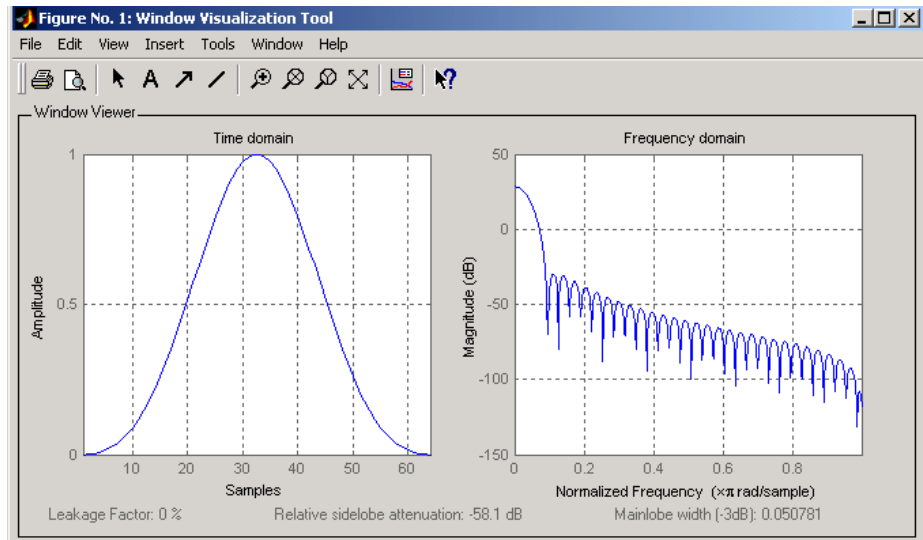 Figure No. 1: Window Visualization Tool
File Edit View Insert Tools Window Help
A
Window Viewer
Time domain
1
0.5
0
Amplitude
10 20 30 40 50 60
Samples
Frequency domain
50
0
-50
-100
-150
Magnitude (dB)
0 0.2 0.4 0.6 0.8
Normalized Frequency (×π rad/sample)
Leakage Factor: 0 % Relative sidelobe attenuation: -58.1 dB Mainlobe width (-3dB): 0.050781